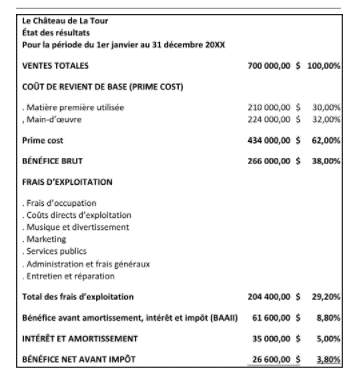 Le Château de La Tour
État des résultats
Pour la période du 1er janvier au 31 décembre 20XX
VENTES TOTALES 700 000,00 $ 100,00%
COÛT DE REVIENT DE BASE (PRIME COST)
. Matière première utilisée 210 000,00 $ 30,00%
, Main-d'œuvre 224 000,00 $ 32,00%
Prime cost 434 000,00 $ 62,00%
BÉNÉFICE BRUT 266 000,00 $ 38,00%
FRAIS D'EXPLOITATION
. Frais d'occupation
. Coûts directs d'exploitation
. Musique et divertissement
. Marketing
. Services publics
. Administration et frais généraux
. Entretien et réparation
Total des frais d'exploitation 204 400,00 $ 29,20%
Bénéfice avant amortissement, intérêt et impôt (BAAII) 61 600,00 $ 8,80%
INTÉRÊT ET AMORTISSEMENT 35 000,00 $ 5,00%
BÉNÉFICE NET AVANT IMPÔT 26 600,00 $ 3,80%